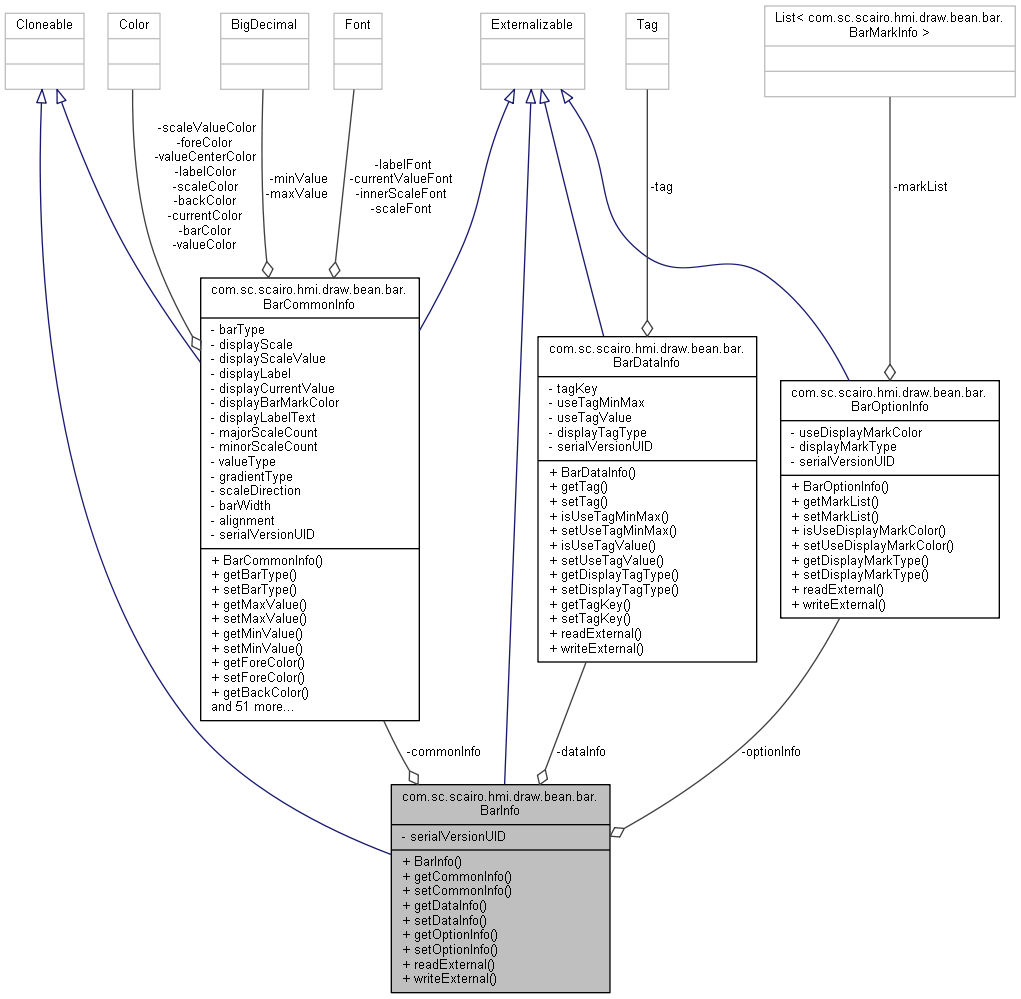 Cloneable
Color
BigDecimal
Font
Externalizable
Tag
List< com.sc.scairo.hmi.draw.bean.bar.
BarMarkInfo >
-scaleValueColor
-foreColor
-valueCenterColor
-labelColor
-scaleColor
-backColor
-currentColor
-barColor
-valueColor
-minValue
-maxValue
-labelFont
-currentValueFont
-innerScaleFont
-scaleFont
-tag
-markList
com.sc.scairo.hmi.draw.bean.bar.
BarCommonInfo
- barType
- displayScale
- displayScaleValue
- displayLabel
- displayCurrentValue
- displayBarMarkColor
- displayLabelText
- majorScaleCount
- minorScaleCount
- valueType
- gradientType
- scaleDirection
- barWidth
- alignment
- serialVersionUID
+ BarCommonInfo()
+ getBarType()
+ setBarType()
+ getMaxValue()
+ setMaxValue()
+ getMinValue()
+ setMinValue()
+ getForeColor()
+ setForeColor()
+ getBackColor()
and 51 more...
com.sc.scairo.hmi.draw.bean.bar.
BarDataInfo
- tagKey
- useTagMinMax
- useTagValue
- displayTagType
- serialVersionUID
+ BarDataInfo()
+ getTag()
+ setTag()
+ isUseTagMinMax()
+ setUseTagMinMax()
+ isUseTagValue()
+ setUseTagValue()
+ getDisplayTagType()
+ setDisplayTagType()
+ getTagKey()
+ setTagKey()
+ readExternal()
+ writeExternal()
com.sc.scairo.hmi.draw.bean.bar.
BarOptionInfo
- useDisplayMarkColor
- displayMarkType
- serialVersionUID
+ BarOptionInfo()
+ getMarkList()
+ setMarkList()
+ isUseDisplayMarkColor()
+ setUseDisplayMarkColor()
+ getDisplayMarkType()
+ setDisplayMarkType()
+ readExternal()
+ writeExternal()
-commonInfo
-dataInfo
-optionInfo
com.sc.scairo.hmi.draw.bean.bar.
BarInfo
- serialVersionUID
+ BarInfo()
+ getCommonInfo()
+ setCommonInfo()
+ getDataInfo()
+ setDataInfo()
+ getOptionInfo()
+ setOptionInfo()
+ readExternal()
+ writeExternal()